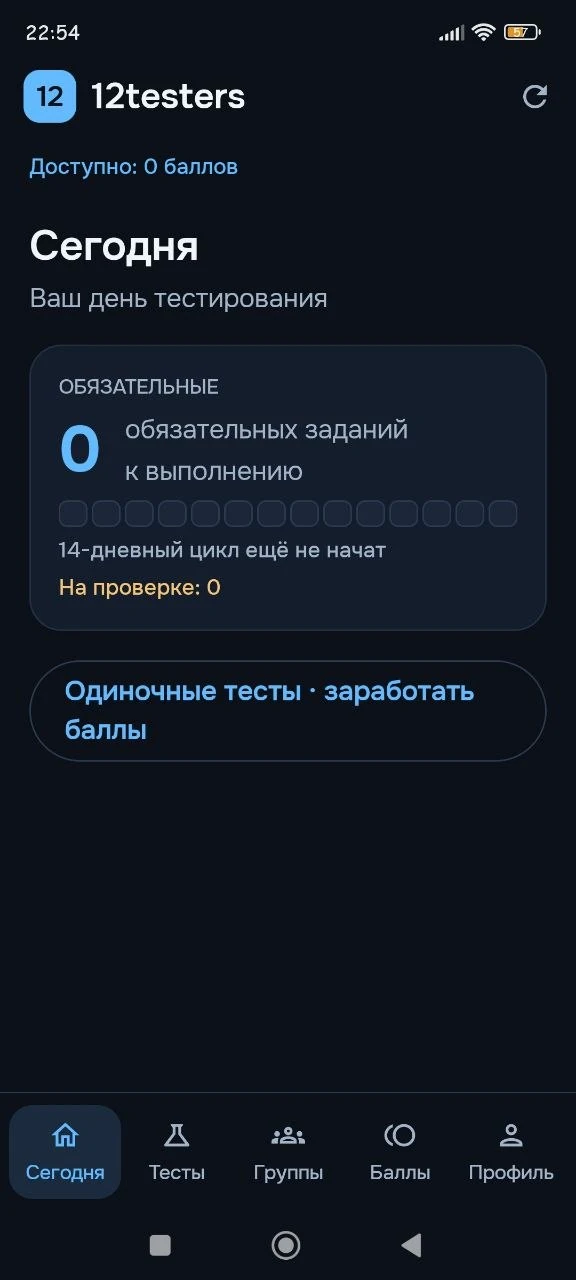 22:54
57
12
12testers
Доступно: 0 баллов
Сегодня
Ваш день тестирования
ОБЯЗАТЕЛЬНЫЕ
0
обязательных заданий
к выполнению
14-дневный цикл ещё не начат
На проверке: 0
Одиночные тесты · заработать
баллы
Сегодня
Тесты
Группы
Баллы
Профиль